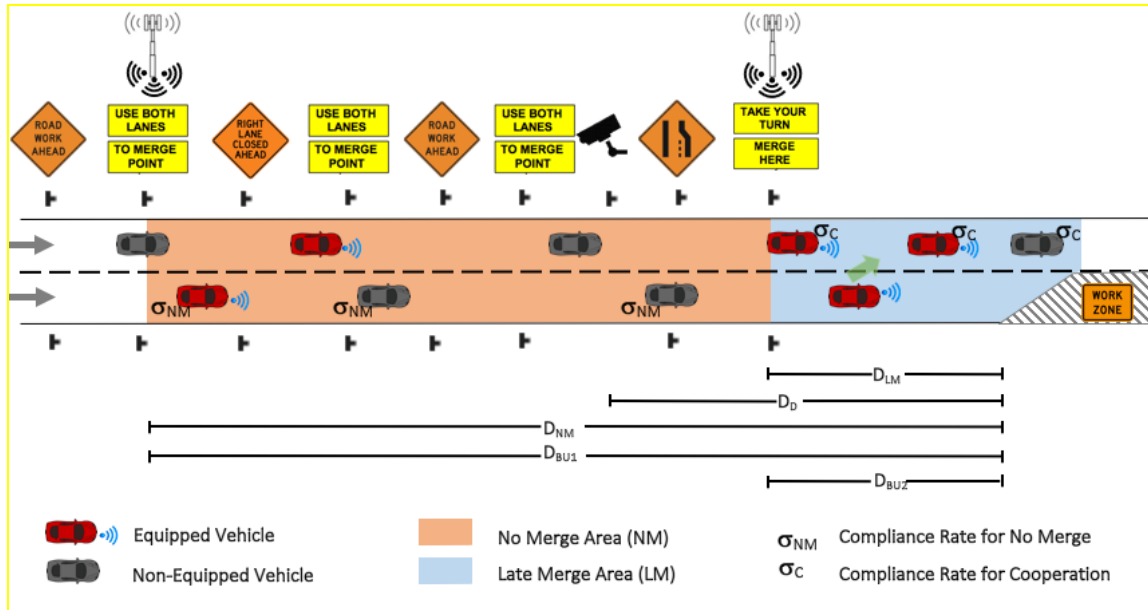 ROAD
WORK
AHEAD
USE BOTH
LANES
TO MERGE
POINT
RIGHT
LANE
CLOSED
AHEAD
USE BOTH
LANES
TO MERGE
POINT
ROAD
WORK
AHEAD
USE BOTH
LANES
TO MERGE
POINT
TAKE YOUR
TURN
MERGE
HERE
σC
σC
σC
σNM
σNM
σNM
WORK
ZONE
DLM
DD
DNM
DBU1
DBU2
Equipped Vehicle
Non-Equipped Vehicle
No Merge Area (NM)
Late Merge Area (LM)
σNM Compliance Rate for No Merge
σC Compliance Rate for Cooperation